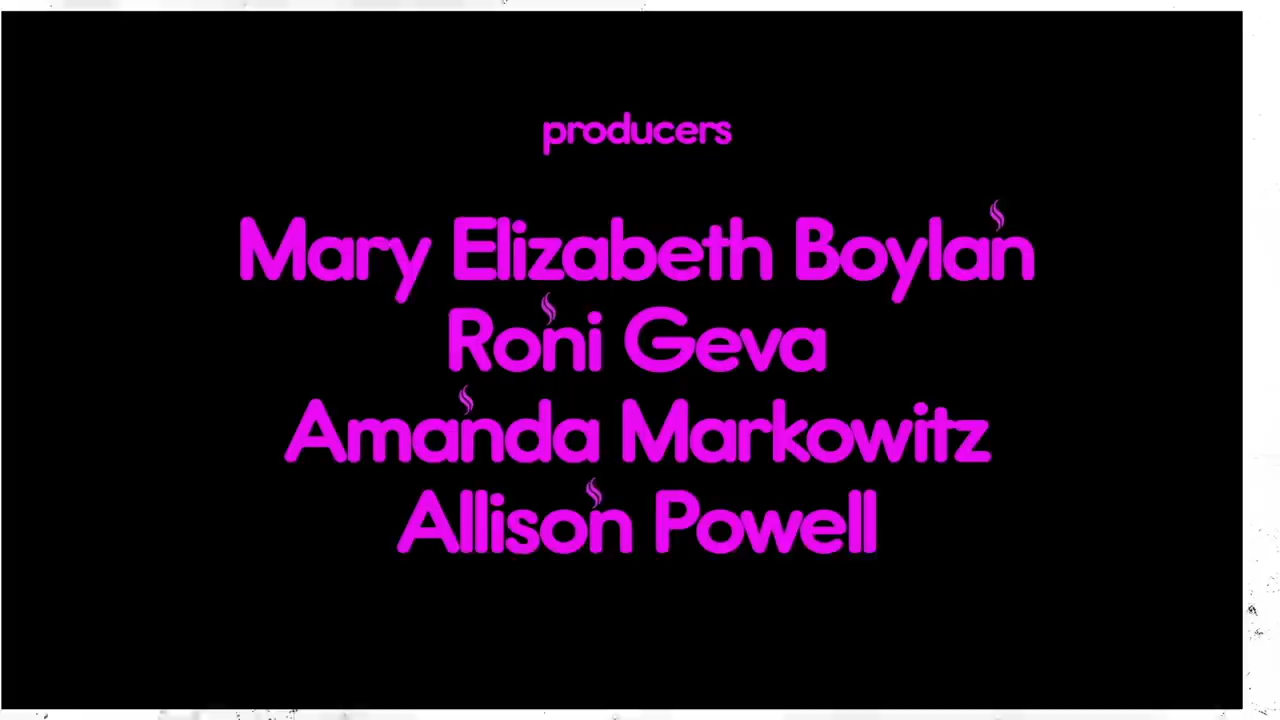 producers
Mary Elizabeth Boylan
Roni Geva
Amanda Markowitz
Allison Powell